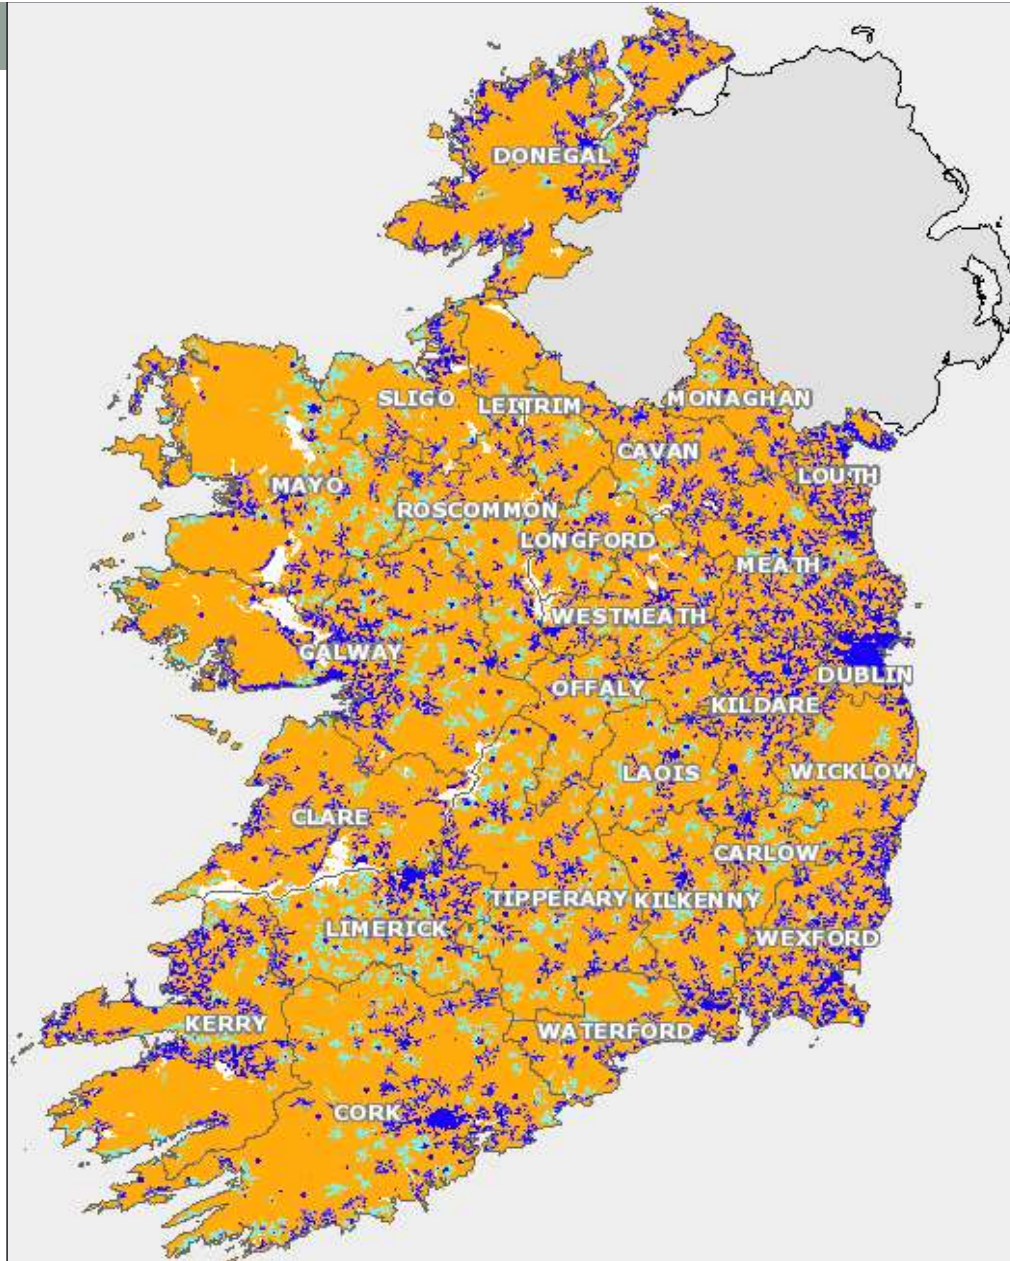 DONEGAL
SLIGO
LEITRIM
MONAGHAN
CAVAN
LOUTH
MAYO
ROSCOMMON
LONGFORD
MEATH
WESTMEATH
GALWAY
DUBLIN
OFFALY
KILDARE
LAOIS
WICKLOW
CLARE
CARLOW
TIPPERARY
KILKENNY
LIMERICK
WEXFORD
KERRY
WATERFORD
CORK